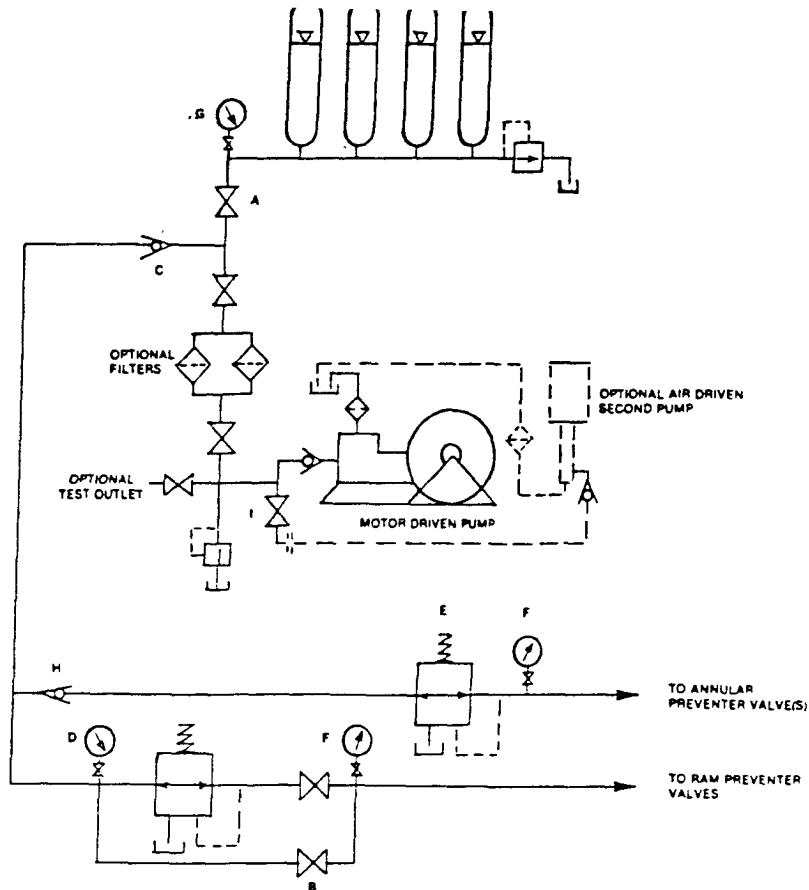 .G
A
C
OPTIONAL
FILTERS
OPTIONAL AIR DRIVEN
SECOND PUMP
OPTIONAL
TEST OUTLET
I
MOTOR DRIVEN PUMP
E
F
H
TO ANNULAR
PREVENTER VALVE(S)
D
F
TO RAM PREVENTER
VALVES
B